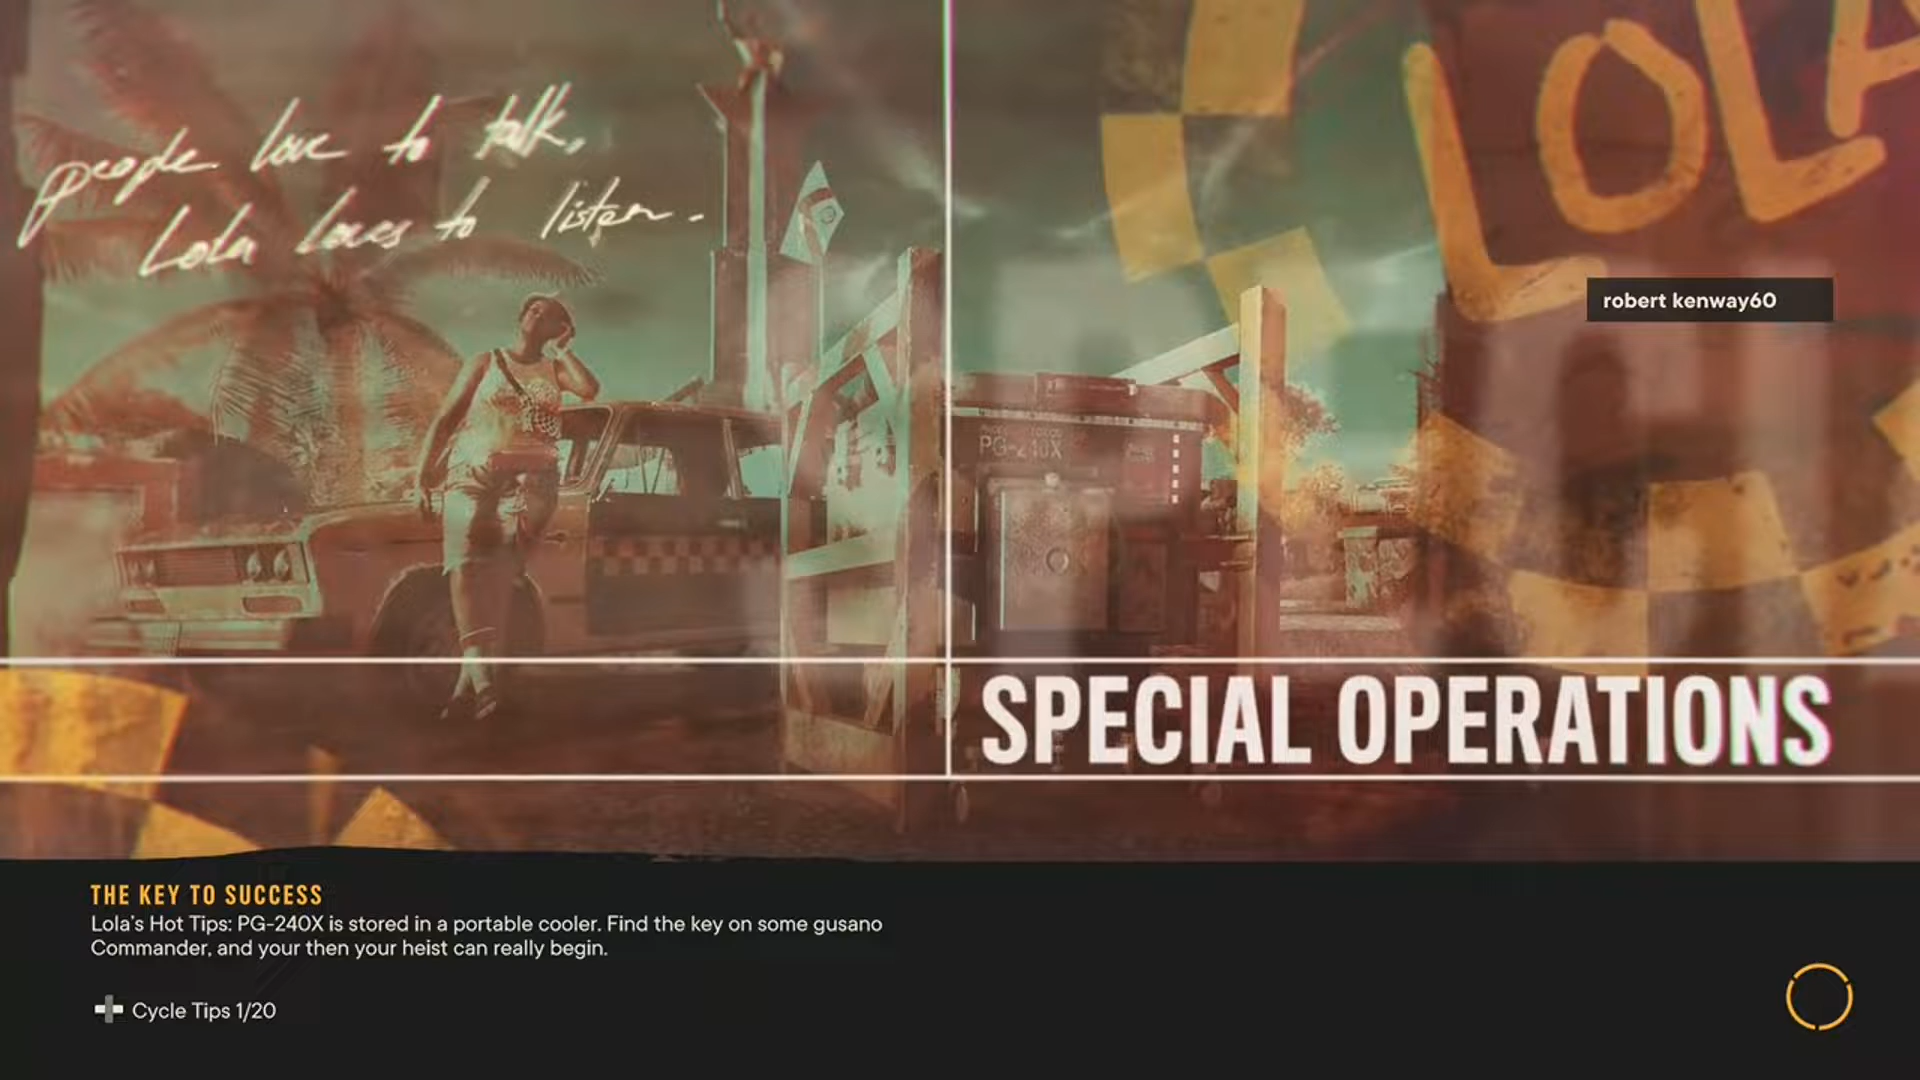 people love to talk,
Lola loves to listen.
LOLA
robert kenway60
PG-240X
SPECIAL OPERATIONS
THE KEY TO SUCCESS
Lola's Hot Tips: PG-240X is stored in a portable cooler. Find the key on some gusano
Commander, and your then your heist can really begin.
Cycle Tips 1/20